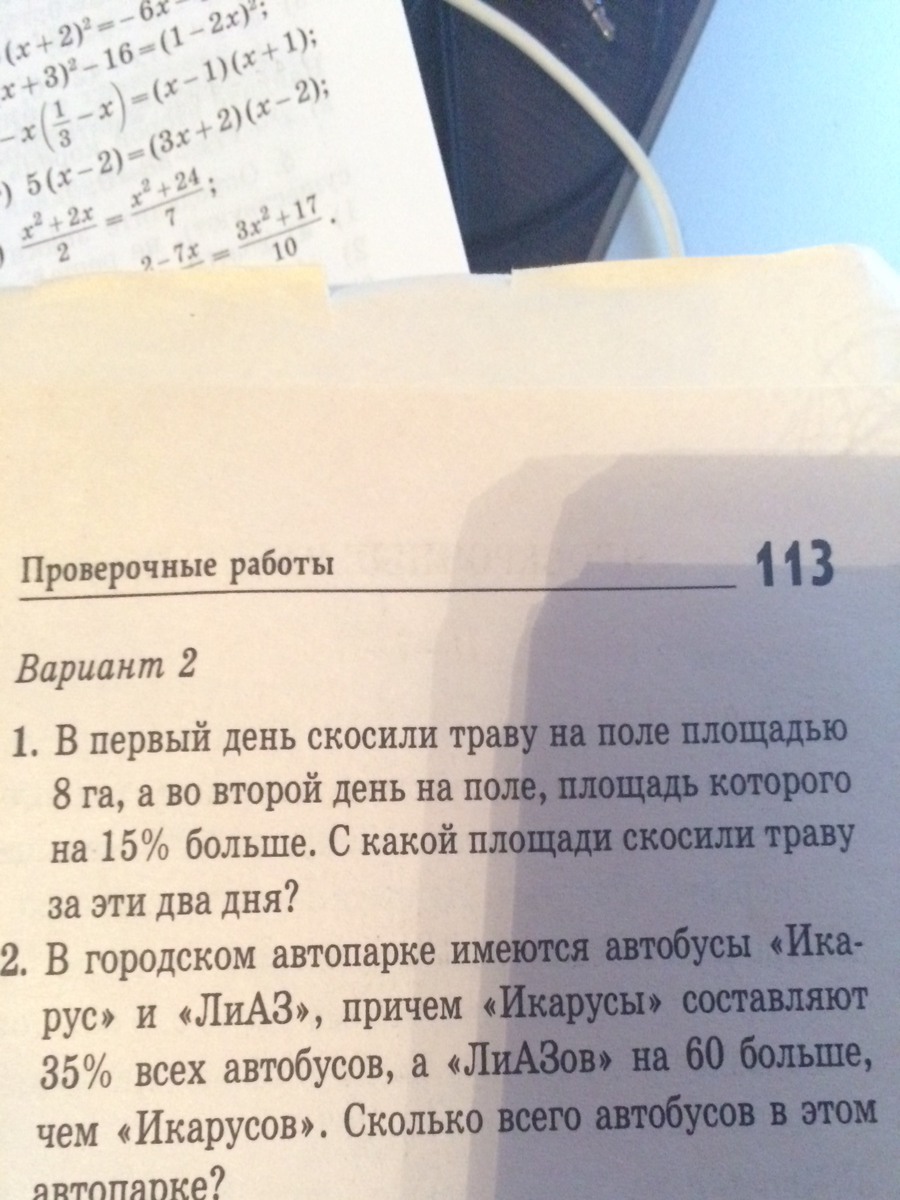 (x+2)²=−6x
x+3)²−16=(1−2x)²;
−x(1/3−x)=(x−1)(x+1);
) 5(x−2)=(3x+2)(x−2);
) (x²+2x)/2=(x²+24)/7;
2−7x = (3x²+17)/10.
Проверочные работы 113
Вариант 2
1. В первый день скосили траву на поле площадью
8 га, а во второй день на поле, площадь которого
на 15% больше. С какой площади скосили траву
за эти два дня?
2. В городском автопарке имеются автобусы «Ика-
рус» и «ЛиАЗ», причем «Икарусы» составляют
35% всех автобусов, а «ЛиАЗов» на 60 больше,
чем «Икарусов». Сколько всего автобусов в этом
автопарке?